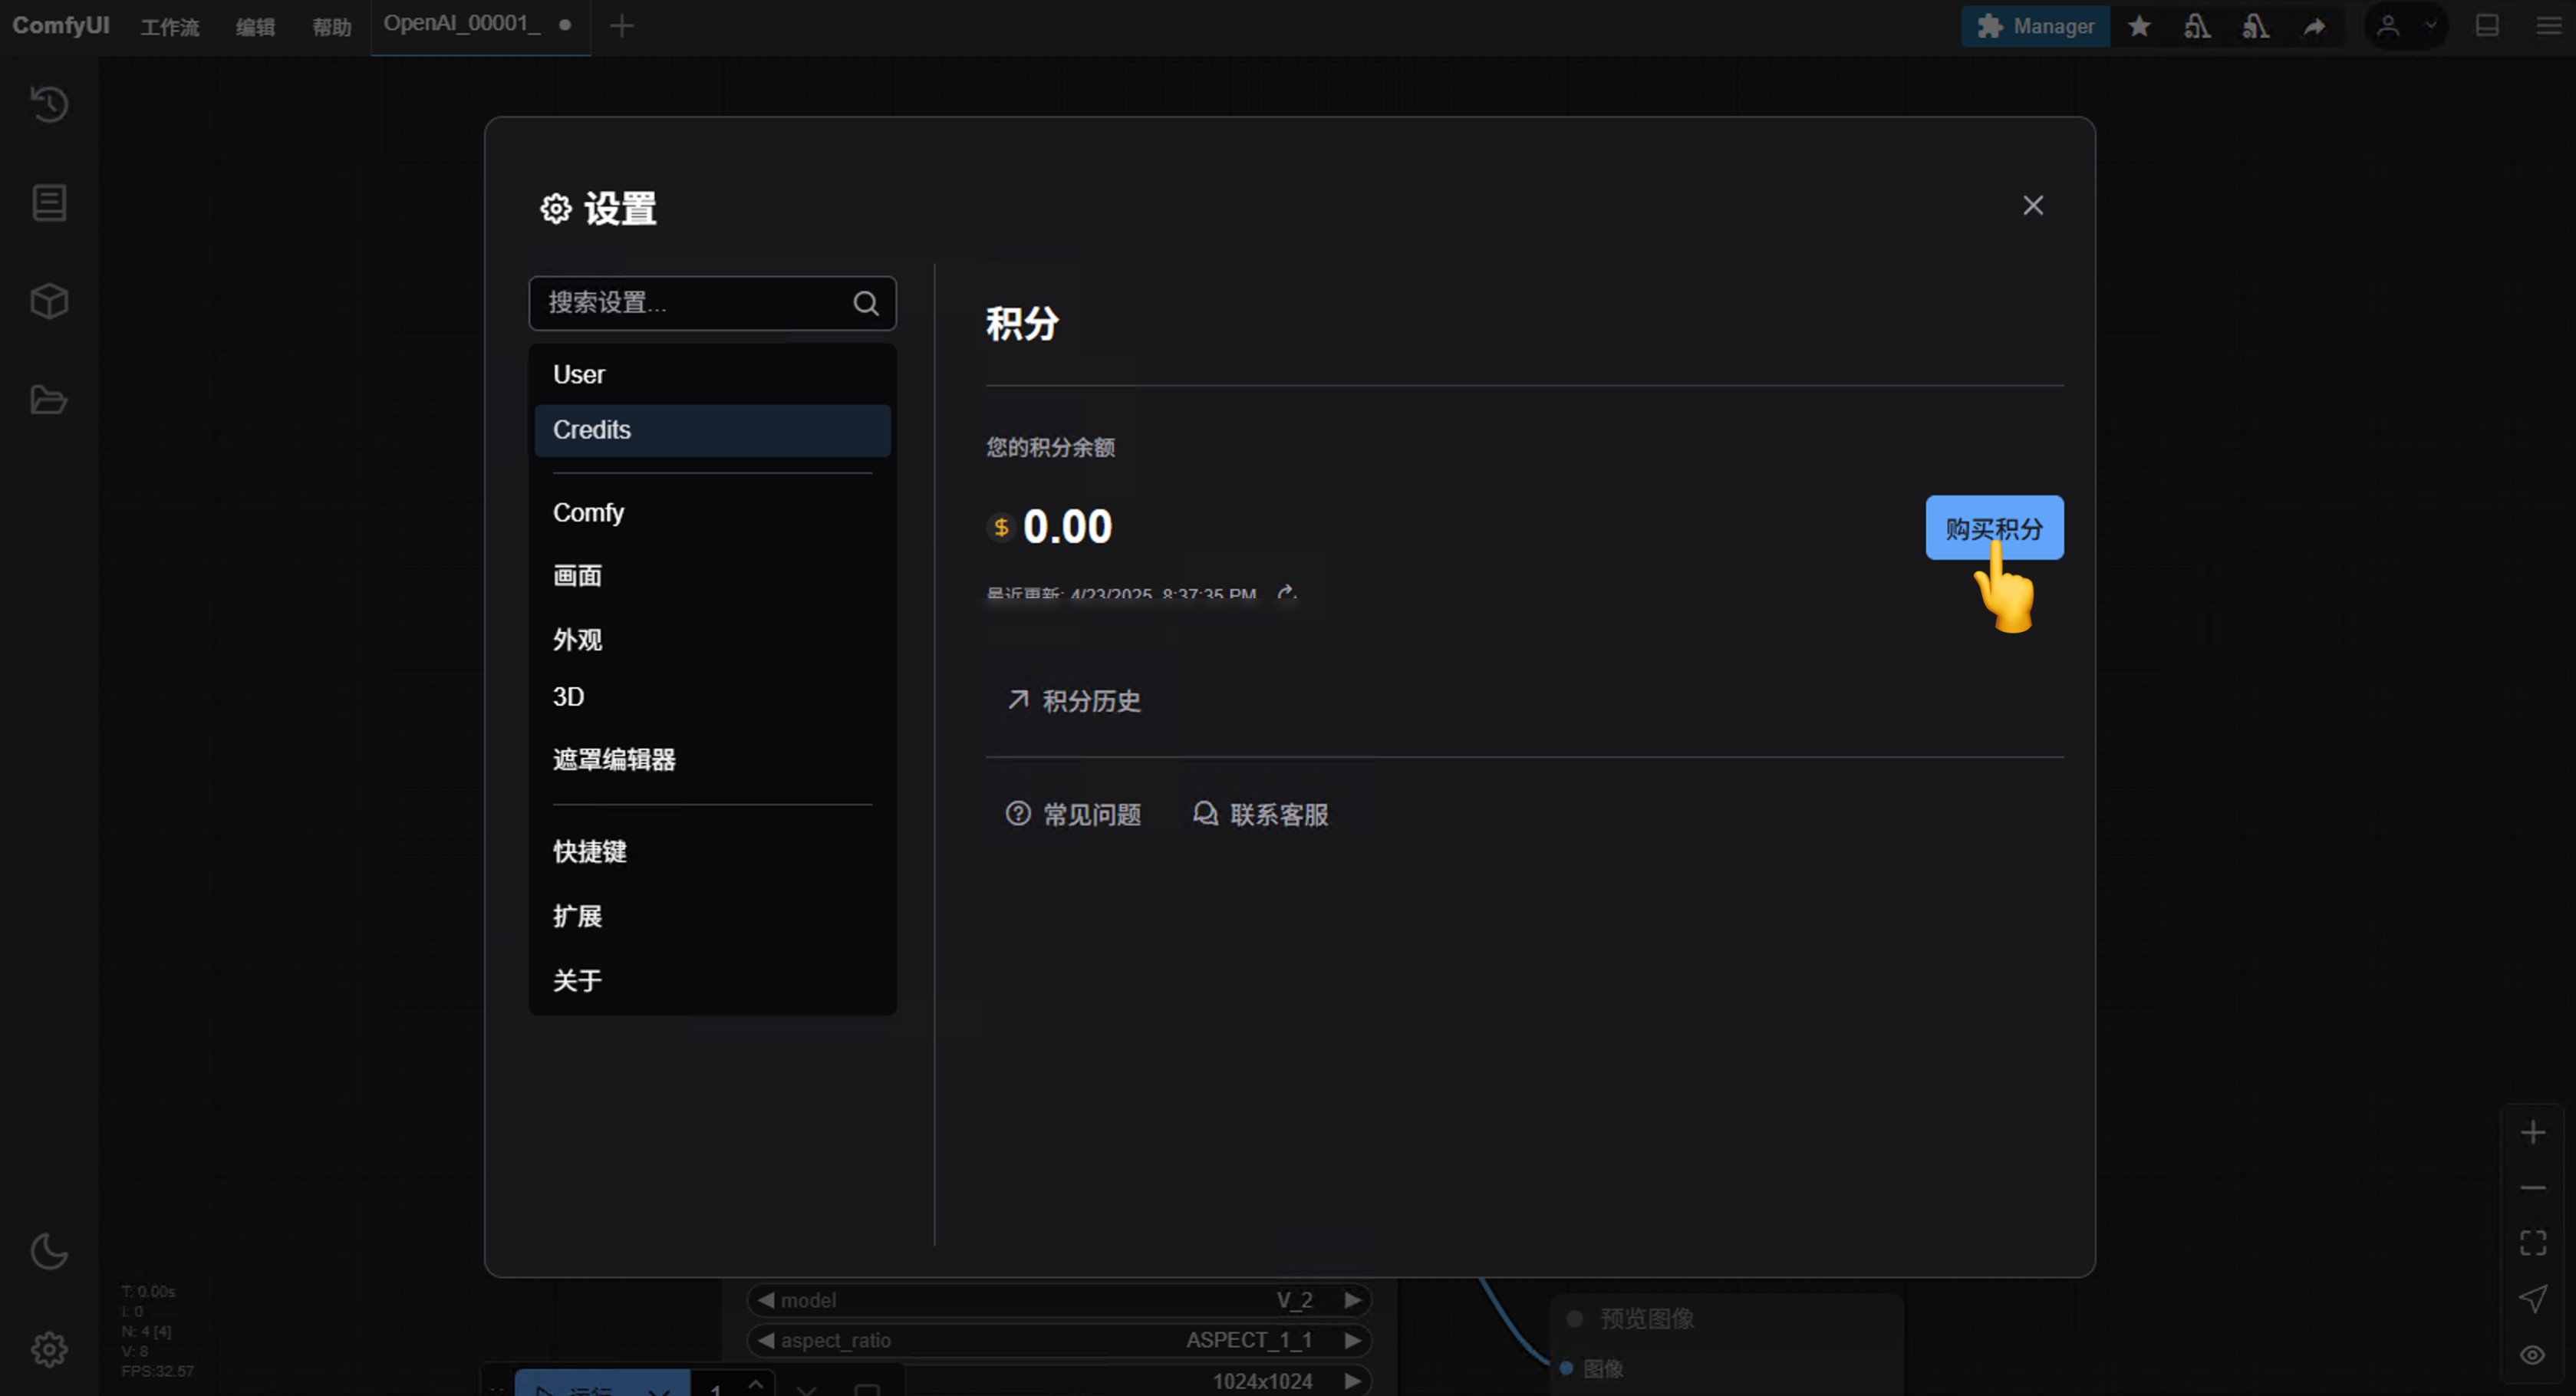 ComfyUI 工作流 编辑 帮助 OpenAI_00001_ Manager
设置
搜索设置...
User
Credits
Comfy
画面
外观
3D
遮罩编辑器
快捷键
扩展
关于
积分
您的积分余额
$ 0.00
购买积分
最近更新: 4/23/2025, 8:37:35 PM
积分历史
常见问题 联系客服
T: 0.00s
I: 0
N: 4 [4]
V: 8
FPS:32.57
model V_2
aspect_ratio ASPECT_1_1
1024x1024
运行 1
预览图像
图像